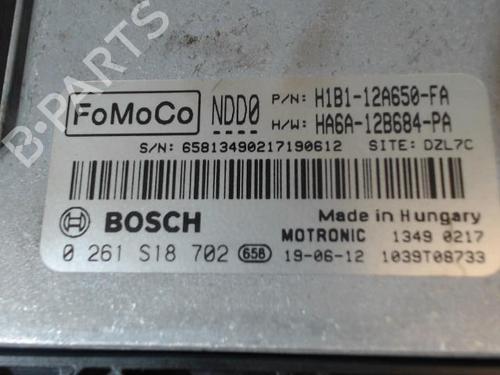 FoMoCo NDD0 P/N: H1B1-12A650-FA
H/W: HA6A-12B684-PA
S/N: 65813490217190612 SITE: DZL7C
BOSCH Made in Hungary
0 261 S18 702 658 MOTRONIC 1349 0217
19-06-12 1039T08733
B-PARTS